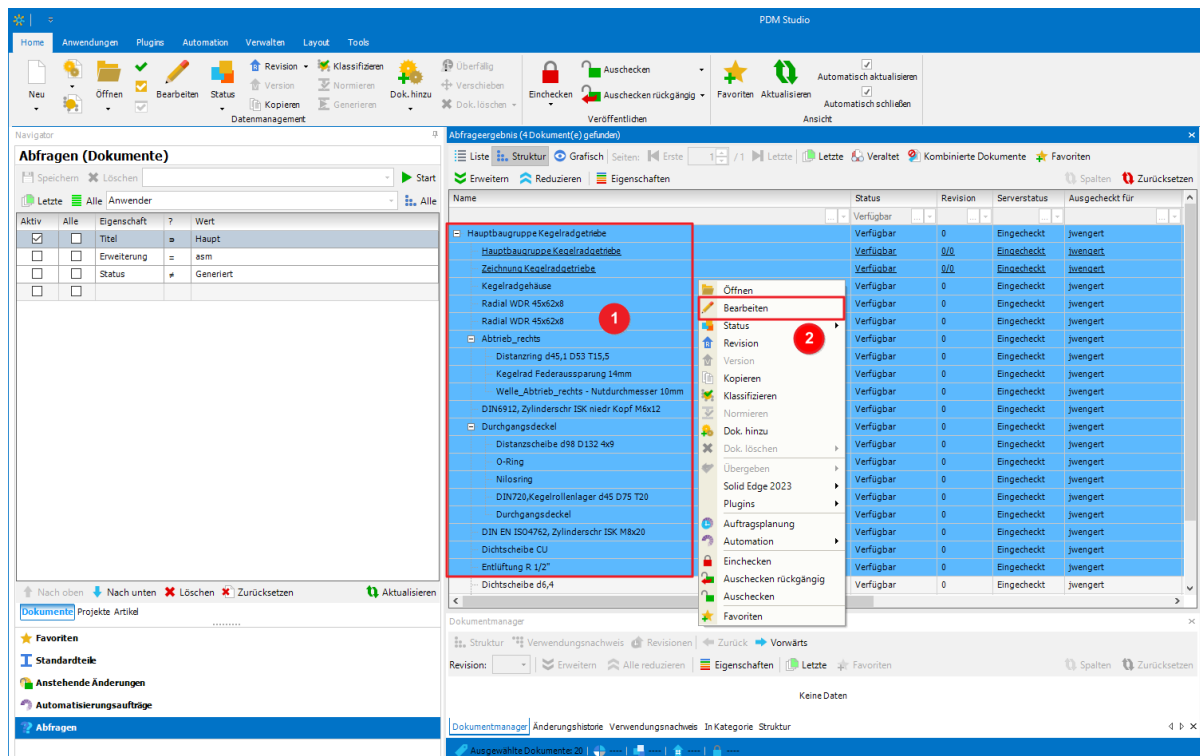 PDM Studio
Home Anwendungen Plugins Automation Verwalten Layout Tools
Neu
Öffnen
Bearbeiten
Status
Revision
Version
Kopieren
Klassifizieren
Normieren
Generieren
Dok. hinzu
Überfällig
Verschieben
Dok. löschen
Datenmanagement
Einchecken
Auschecken
Auschecken rückgängig
Veröffentlichen
Favoriten
Aktualisieren
Automatisch aktualisieren
Automatisch schließen
Ansicht
Navigator
Abfragen (Dokumente)
Speichern Löschen Start
Letzte Alle Anwender Alle
Aktiv Alle Eigenschaft ? Wert
Titel = Haupt
Erweiterung = asm
Status ≠ Generiert
Nach oben Nach unten Löschen Zurücksetzen Aktualisieren
Dokumente Projekte Artikel
Favoriten
Standardteile
Anstehende Änderungen
Automatisierungsaufträge
Abfragen
Abfrageergebnis (4 Dokument(e) gefunden)
Liste Struktur Grafisch Seiten: Erste 1 / 1 Letzte Letzte Veraltet Kombinierte Dokumente Favoriten
Erweitern Reduzieren Eigenschaften Spalten Zurücksetzen
Name Status Revision Serverstatus Ausgecheckt für
Verfügbar
Hauptbaugruppe Kegelradgetriebe Verfügbar 0 Eingecheckt jwengert
Hauptbaugruppe Kegelradgetriebe Verfügbar 0/0 Eingecheckt jwengert
Zeichnung Kegelradgetriebe Verfügbar 0/0 Eingecheckt jwengert
Kegelradgehäuse Verfügbar 0 Eingecheckt jwengert
Radial WDR 45x62x8 Verfügbar 0 Eingecheckt jwengert
Radial WDR 45x62x8 Verfügbar 0 Eingecheckt jwengert
Abtrieb_rechts Verfügbar 0 Eingecheckt jwengert
Distanzring d45,1 D53 T15,5 Verfügbar 0 Eingecheckt jwengert
Kegelrad Federaussparung 14mm Verfügbar 0 Eingecheckt jwengert
Welle_Abtrieb_rechts - Nutdurchmesser 10mm Verfügbar 0 Eingecheckt jwengert
DIN6912, Zylinderschr ISK niedr Kopf M6x12 Verfügbar 0 Eingecheckt jwengert
Durchgangsdeckel Verfügbar 0 Eingecheckt jwengert
Distanzscheibe d98 D132 4x9 Verfügbar 0 Eingecheckt jwengert
O-Ring Verfügbar 0 Eingecheckt jwengert
Nilosring Verfügbar 0 Eingecheckt jwengert
DIN720,Kegelrollenlager d45 D75 T20 Verfügbar 0 Eingecheckt jwengert
Durchgangsdeckel Verfügbar 0 Eingecheckt jwengert
DIN EN ISO4762, Zylinderschr ISK M8x20 Verfügbar 0 Eingecheckt jwengert
Dichtscheibe CU Verfügbar 0 Eingecheckt jwengert
Entlüftung R 1/2" Verfügbar 0 Eingecheckt jwengert
Dichtscheibe d6,4 Verfügbar 0 Eingecheckt jwengert
1
2
Öffnen
Bearbeiten
Status
Revision
Version
Kopieren
Klassifizieren
Normieren
Dok. hinzu
Dok. löschen
Übergeben
Solid Edge 2023
Plugins
Auftragsplanung
Automation
Einchecken
Auschecken rückgängig
Auschecken
Favoriten
Dokumentmanager
Struktur Verwendungsnachweis Revisionen Zurück Vorwärts
Revision: Erweitern Alle reduzieren Eigenschaften Letzte Favoriten Spalten Zurücksetzen
Keine Daten
Dokumentmanager Änderungshistorie Verwendungsnachweis In Kategorie Struktur
Ausgewählte Dokumente: 20 | ---- | ---- | ---- | ----